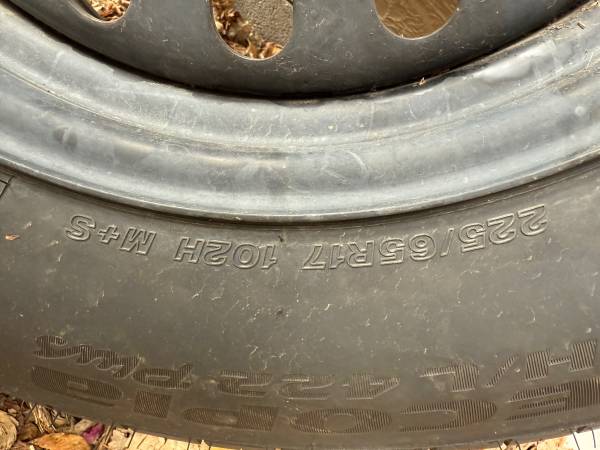 ECOPIA
H/L 422 Plus
225/65R17 102H M+S